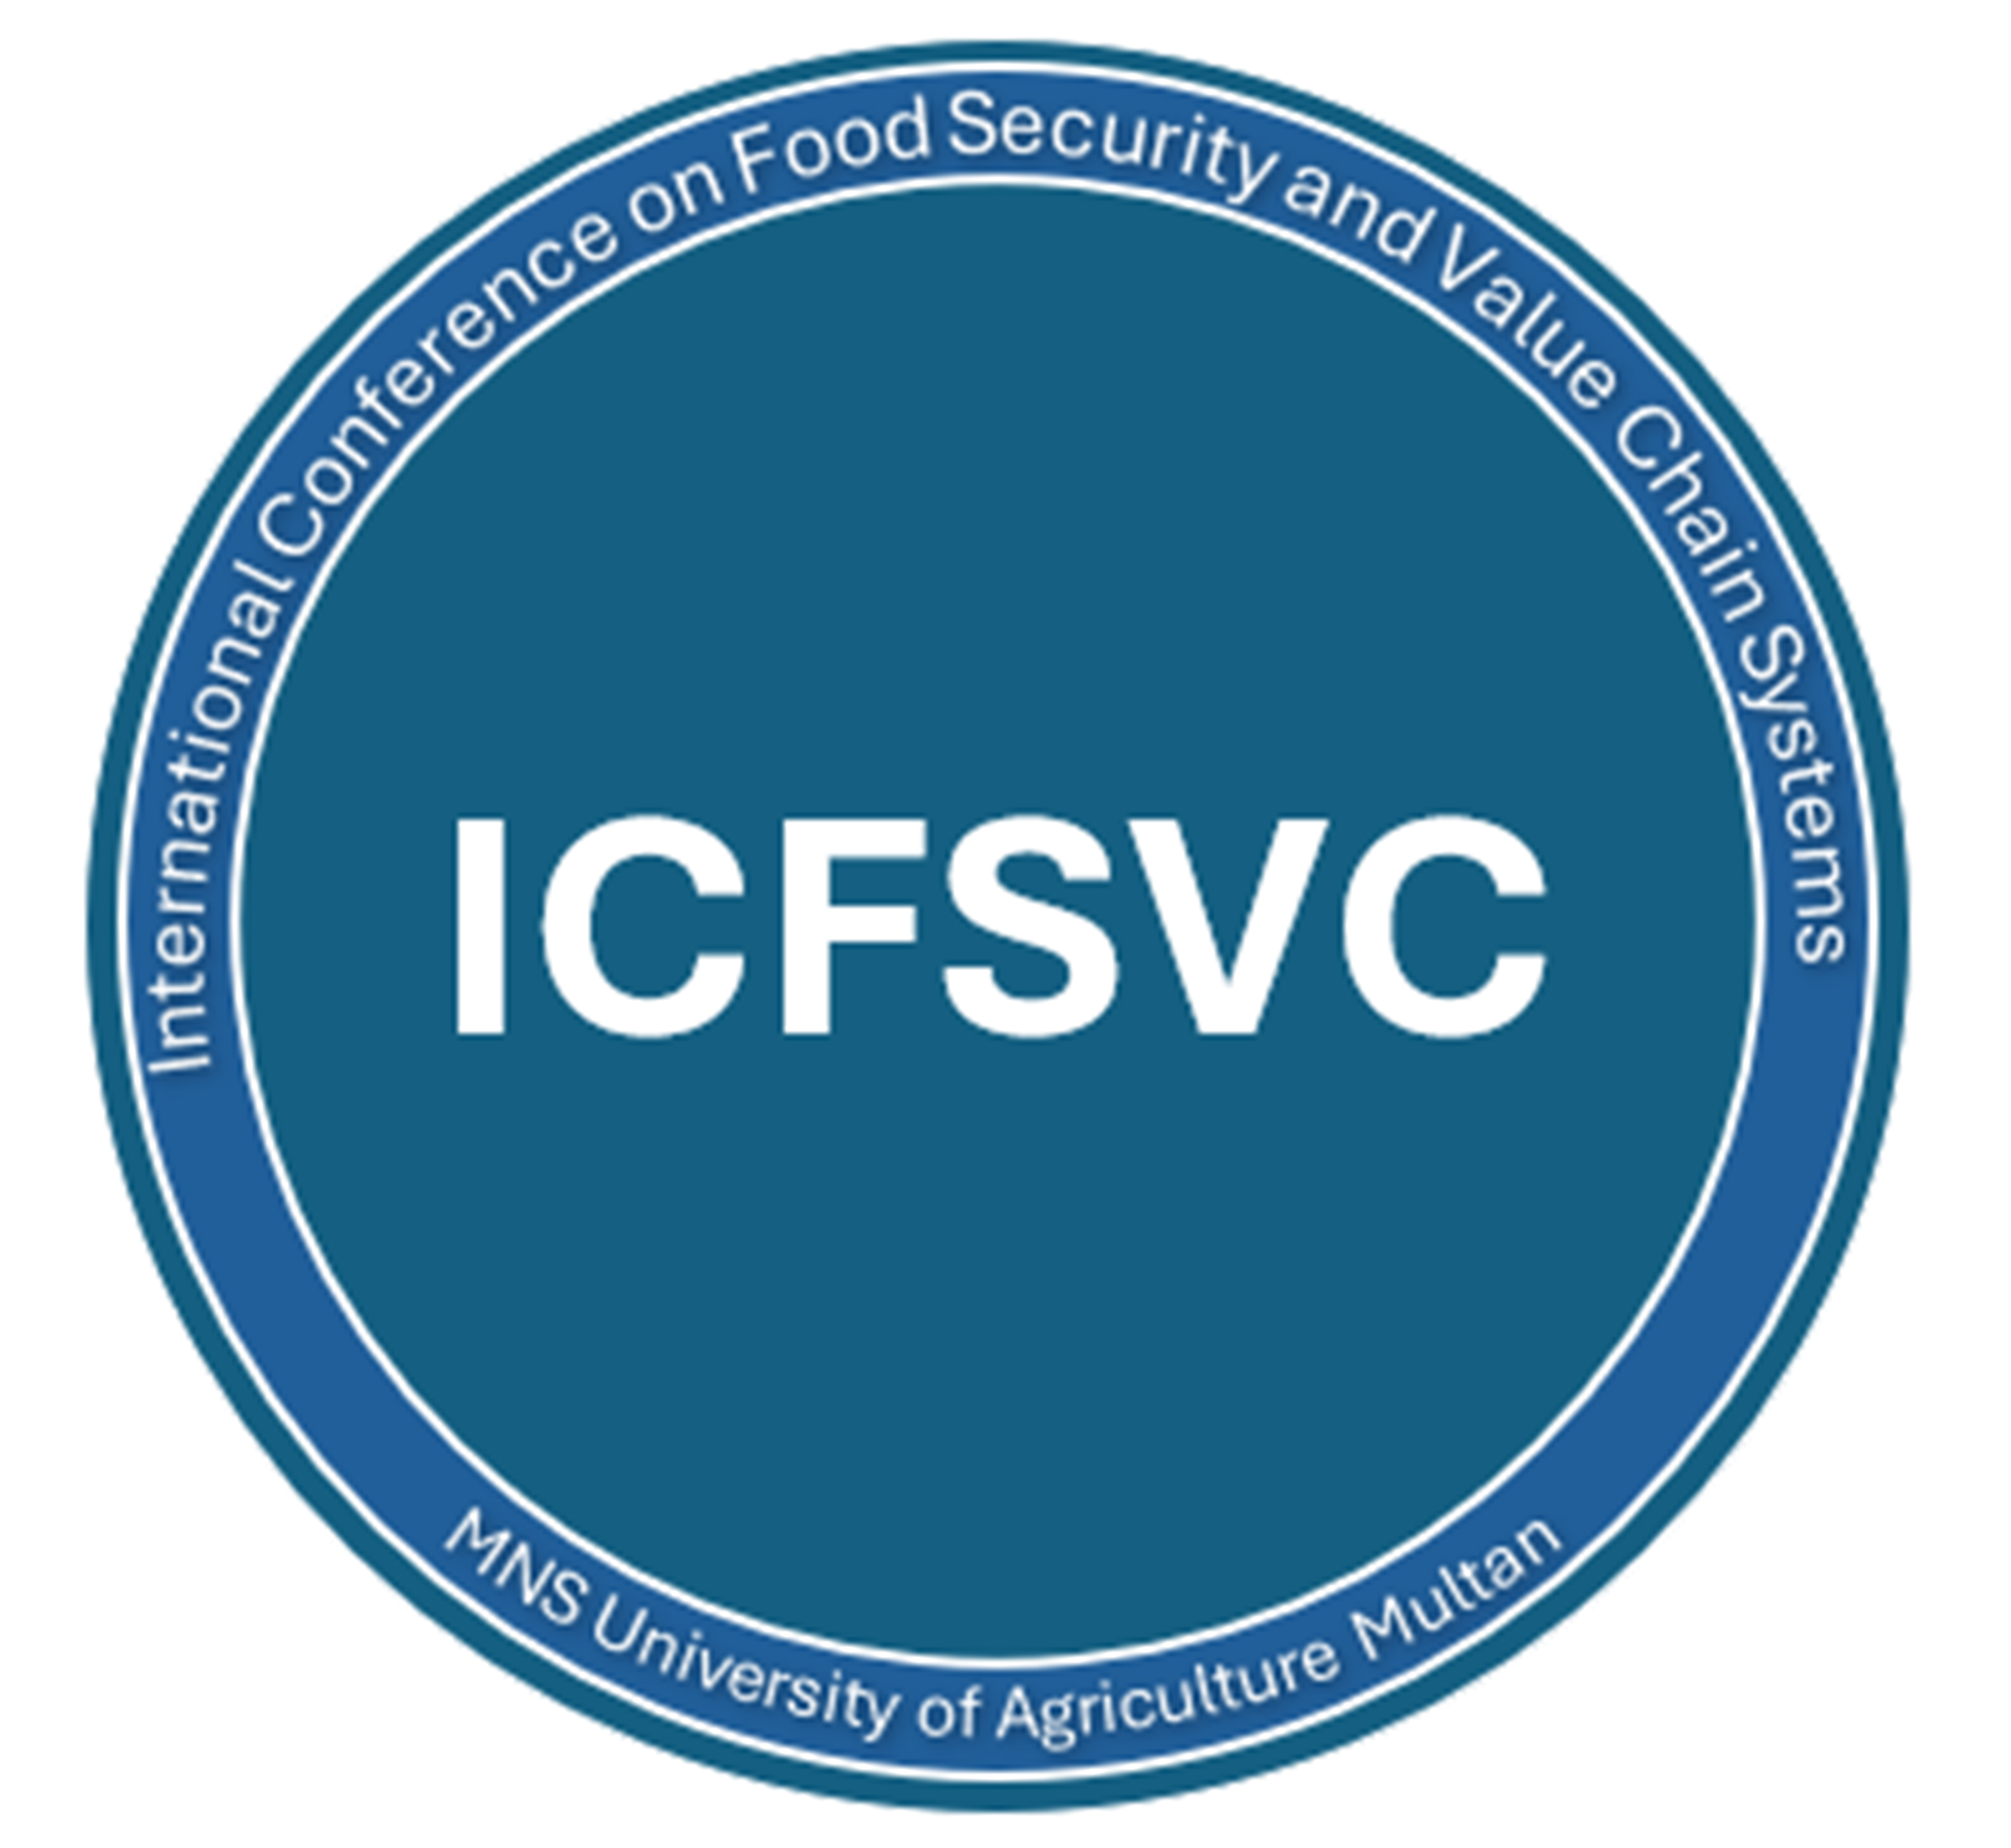 International Conference on Food Security and Value Chain Systems
ICFSVC
MNS University of Agriculture Multan